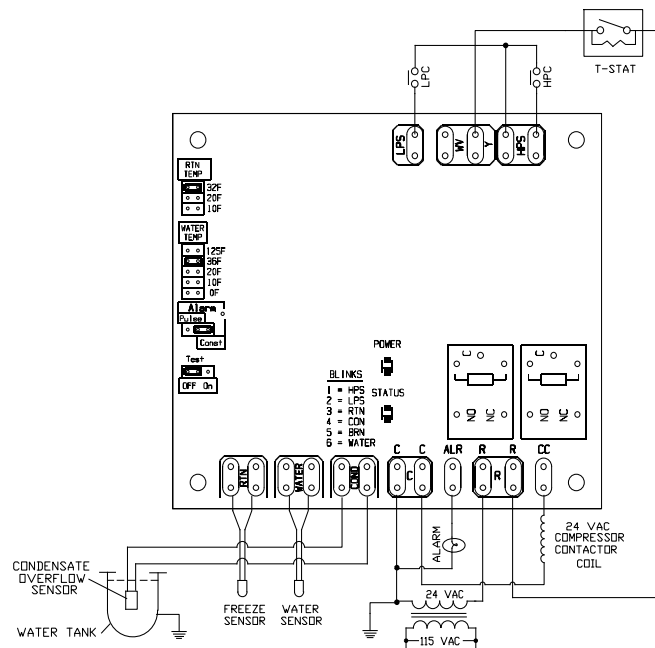 T-STAT
LPC
HPC
LPS
WV
Y
HPS
RTN
TEMP
32F
20F
10F
WATER
TEMP
125F
36F
20F
10F
0F
Alarm
Pulse
Const
Test
OFF On
POWER
STATUS
BLINKS
1 = HPS
2 = LPS
3 = RTN
4 = CON
5 = BRN
6 = WATER
C
NO
NC
C
NO
NC
C C ALR R R CC
RTN
WATER
COND
C
R
ALARM
24 VAC
COMPRESSOR
CONTACTOR
COIL
CONDENSATE
OVERFLOW
SENSOR
WATER TANK
FREEZE
SENSOR
WATER
SENSOR
24 VAC
115 VAC